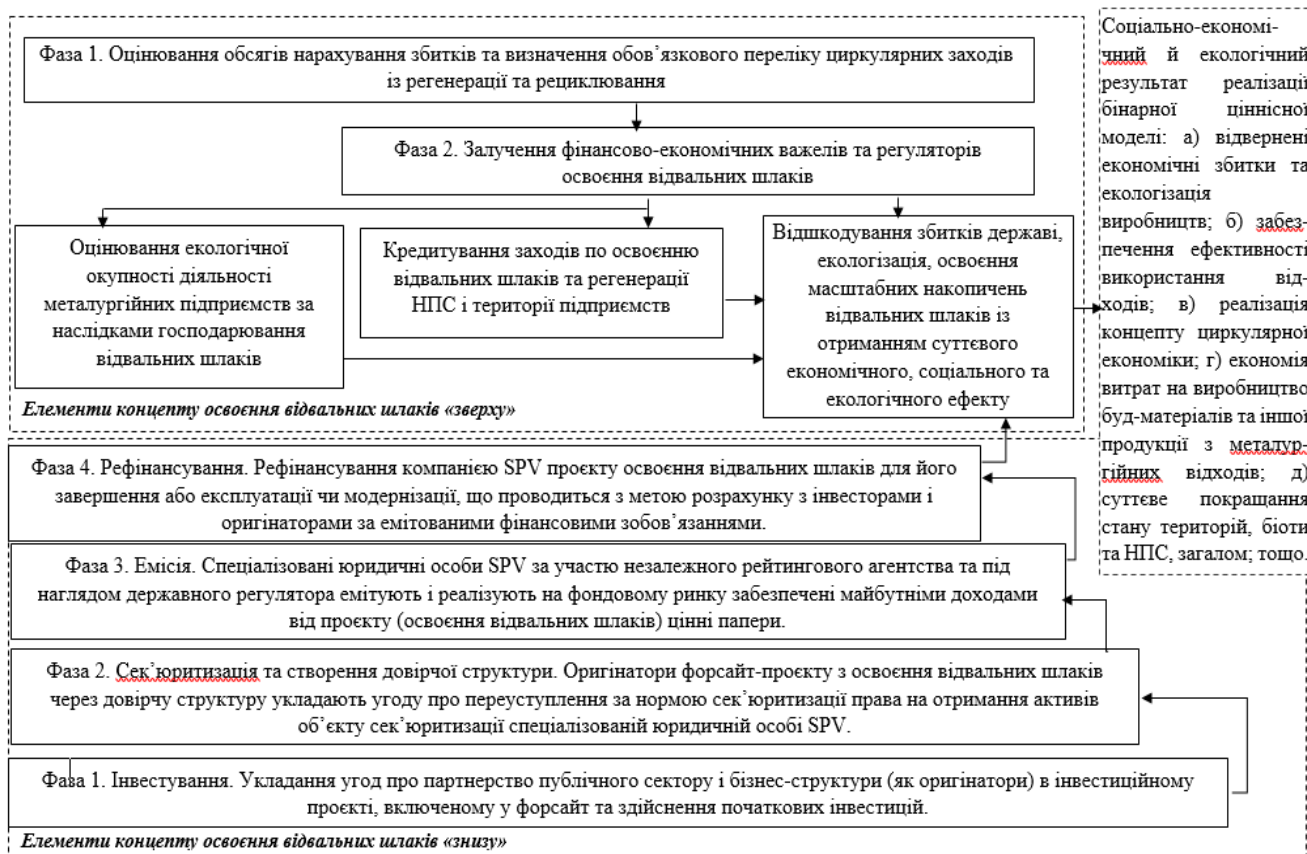 Фаза 1. Оцінювання обсягів нарахування збитків та визначення обов’язкового переліку циркулярних заходів
із регенерації та рециклювання
Фаза 2. Залучення фінансово-економічних важелів та регуляторів
освоєння відвальних шлаків
Оцінювання екологічної
окупності діяльності
металургійних підприємств за
наслідками господарювання
відвальних шлаків
Кредитування заходів по освоєнню
відвальних шлаків та регенерації
НПС і території підприємств
Відшкодування збитків державі,
екологізація, освоєння
масштабних накопичень
відвальних шлаків із
отриманням суттєвого
економічного, соціального та
екологічного ефекту
Елементи концепту освоєння відвальних шлаків «зверху»
Соціально-економі-
чний й екологічний
результат реалізації
бінарної ціннісної
моделі: а) відвернені
економічні збитки та
екологізація
виробництв; б) забез-
печення ефективності
використання від-
ходів; в) реалізація
концепту циркулярної
економіки; г) економія
витрат на виробництво
буд-матеріалів та іншої
продукції з металур-
гійних відходів; д)
суттєве покращання
стану територій, біоти
та НПС, загалом; тощо.
Фаза 4. Рефінансування. Рефінансування компанією SPV проєкту освоєння відвальних шлаків для його
завершення або експлуатації чи модернізації, що проводиться з метою розрахунку з інвесторами і
оригінаторами за емітованими фінансовими зобов’язаннями.
Фаза 3. Емісія. Спеціалізовані юридичні особи SPV за участю незалежного рейтингового агентства та під
наглядом державного регулятора емітують і реалізують на фондовому ринку забезпечені майбутніми доходами
від проєкту (освоєння відвальних шлаків) цінні папери.
Фаза 2. Сек’юритизація та створення довірчої структури. Оригінатори форсайт-проєкту з освоєння відвальних шлаків
через довірчу структуру укладають угоду про переуступлення за нормою сек’юритизації права на отримання активів
об’єкту сек’юритизації спеціалізованій юридичній особі SPV.
Фаза 1. Інвестування. Укладання угод про партнерство публічного сектору і бізнес-структури (як оригінатори) в інвестиційному
проєкті, включеному у форсайт та здійснення початкових інвестицій.
Елементи концепту освоєння відвальних шлаків «знизу»